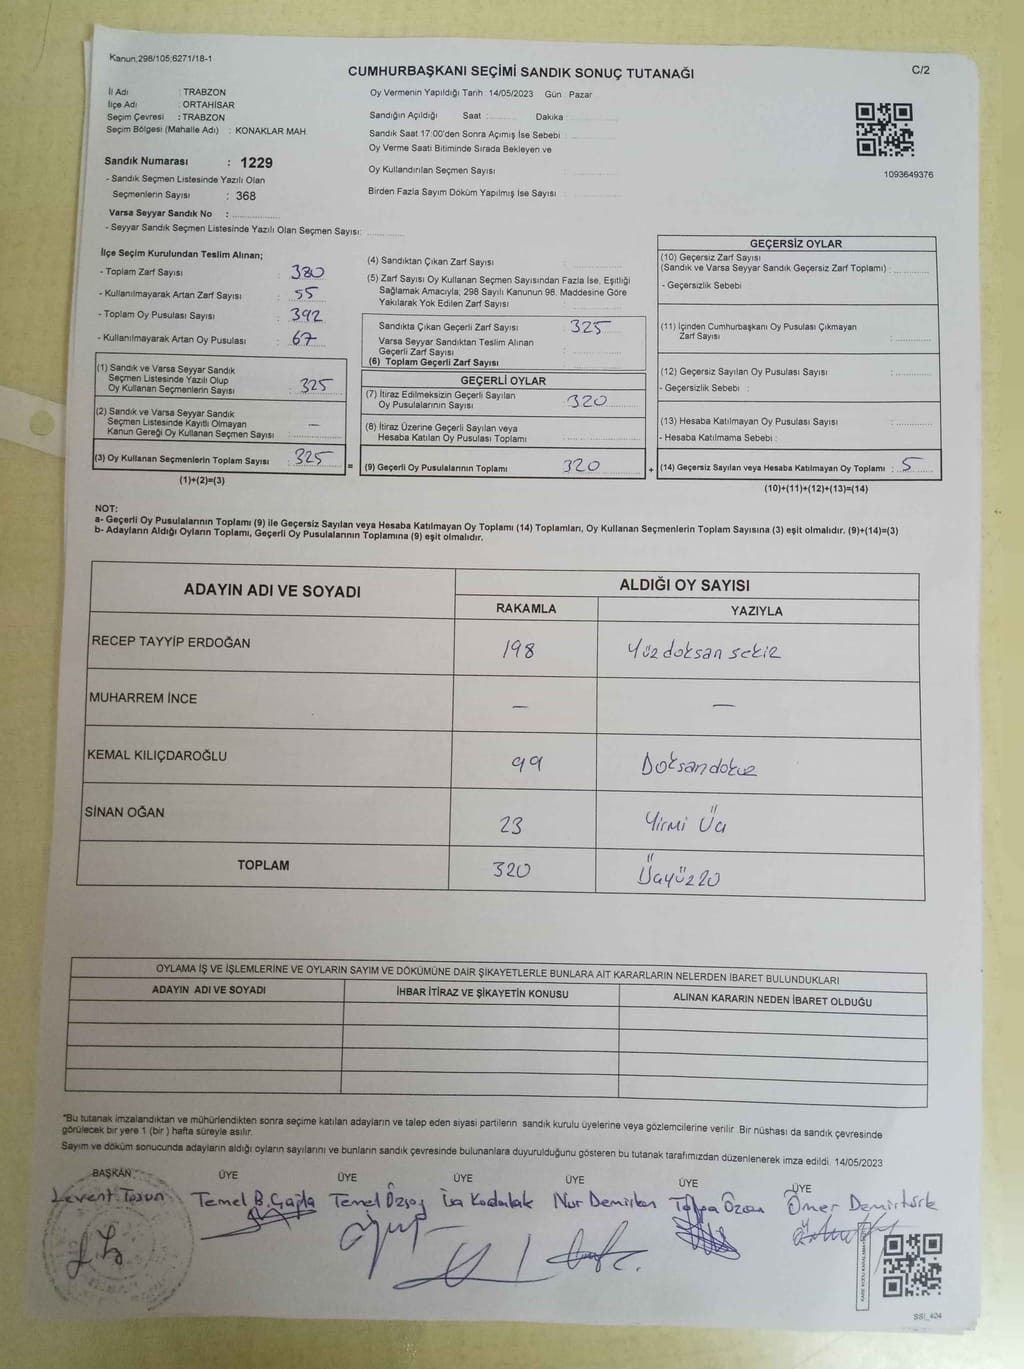 Kanun:298/105,6271/18-1
CUMHURBAŞKANI SEÇİMİ SANDIK SONUÇ TUTANAĞI
C/2
İl Adı : TRABZON
İlçe Adı : ORTAHİSAR
Seçim Çevresi : TRABZON
Seçim Bölgesi (Mahalle Adı) : KONAKLAR MAH.
Sandık Numarası : 1229
- Sandık Seçmen Listesinde Yazılı Olan
Seçmenlerin Sayısı : 368
Varsa Seyyar Sandık No :
- Seyyar Sandık Seçmen Listesinde Yazılı Olan Seçmen Sayısı:
Oy Vermenin Yapıldığı Tarih : 14/05/2023 Gün : Pazar
Sandığın Açıldığı Saat : Dakika
Sandık Saat 17:00'den Sonra Açımış İse Sebebi
Oy Verme Saati Bitiminde Sırada Bekleyen ve
Oy Kullandırılan Seçmen Sayısı
Birden Fazla Sayım Döküm Yapılmış İse Sayısı
1093649376
İlçe Seçim Kurulundan Teslim Alınan;
- Toplam Zarf Sayısı : 380
- Kullanılmayarak Artan Zarf Sayısı : 55
- Toplam Oy Pusulası Sayısı : 392
- Kullanılmayarak Artan Oy Pusulası : 67
(1) Sandık ve Varsa Seyyar Sandık
Seçmen Listesinde Yazılı Olup
Oy Kullanan Seçmenlerin Sayısı : 325
(2) Sandık ve Varsa Seyyar Sandık
Seçmen Listesinde Kayıtlı Olmayan
Kanun Gereği Oy Kullanan Seçmen Sayısı : —
(3) Oy Kullanan Seçmenlerin Toplam Sayısı : 325
(1)+(2)=(3)
(4) Sandıktan Çıkan Zarf Sayısı :
(5) Zarf Sayısı Oy Kullanan Seçmen Sayısından Fazla İse, Eşitliği
Sağlamak Amacıyla; 298 Sayılı Kanunun 98. Maddesine Göre
Yakılarak Yok Edilen Zarf Sayısı :
Sandıkta Çıkan Geçerli Zarf Sayısı : 325
Varsa Seyyar Sandıktan Teslim Alınan
Geçerli Zarf Sayısı :
(6) Toplam Geçerli Zarf Sayısı
GEÇERLİ OYLAR
(7) İtiraz Edilmeksizin Geçerli Sayılan
Oy Pusulalarının Sayısı : 320
(8) İtiraz Üzerine Geçerli Sayılan veya
Hesaba Katılan Oy Pusulası Toplamı :
= (9) Geçerli Oy Pusulalarının Toplamı 320
GEÇERSİZ OYLAR
(10) Geçersiz Zarf Sayısı
(Sandık ve Varsa Seyyar Sandık Geçersiz Zarf Toplamı) :
- Geçersizlik Sebebi :
(11) İçinden Cumhurbaşkanı Oy Pusulası Çıkmayan
Zarf Sayısı :
(12) Geçersiz Sayılan Oy Pusulası Sayısı :
- Geçersizlik Sebebi :
(13) Hesaba Katılmayan Oy Pusulası Sayısı :
- Hesaba Katılmama Sebebi :
+ (14) Geçersiz Sayılan veya Hesaba Katılmayan Oy Toplamı : 5
(10)+(11)+(12)+(13)=(14)
NOT:
a- Geçerli Oy Pusulalarının Toplamı (9) ile Geçersiz Sayılan veya Hesaba Katılmayan Oy Toplamı (14) Toplamları, Oy Kullanan Seçmenlerin Toplam Sayısına (3) eşit olmalıdır. (9)+(14)=(3)
b- Adayların Aldığı Oyların Toplamı, Geçerli Oy Pusulalarının Toplamına (9) eşit olmalıdır.
ADAYIN ADI VE SOYADI ALDIĞI OY SAYISI
RAKAMLA YAZIYLA
RECEP TAYYİP ERDOĞAN 198 Yüzdoksan sekiz
MUHARREM İNCE — —
KEMAL KILIÇDAROĞLU 99 Doksandokuz
SİNAN OĞAN 23 Yirmi Üç
TOPLAM 320
OYLAMA İŞ VE İŞLEMLERİNE VE OYLARIN SAYIM VE DÖKÜMÜNE DAİR ŞİKAYETLERLE BUNLARA AİT KARARLARIN NELERDEN İBARET BULUNDUKLARI
ADAYIN ADI VE SOYADI İHBAR İTİRAZ VE ŞİKAYETİN KONUSU ALINAN KARARIN NEDEN İBARET OLDUĞU
*Bu tutanak imzalandıktan ve mühürlendikten sonra seçime katılan adayların ve talep eden siyasi partilerin sandık kurulu üyelerine veya gözlemcilerine verilir .Bir nüshası da sandık çevresinde
görülecek bir yere 1 (bir ) hafta süreyle asılır.
Sayım ve döküm sonucunda adayların aldığı oyların sayılarını ve bunların sandık çevresinde bulunanlara duyurulduğunu gösteren bu tutanak tarafımızdan düzenlenerek imza edildi. 14/05/2023
BAŞKAN ÜYE ÜYE ÜYE ÜYE ÜYE ÜYE
Levent Tosun Temel B. Temel Özsoy İsa Nur Demirkan Tolga Özcan Ömer Demirtürk
SSI_404